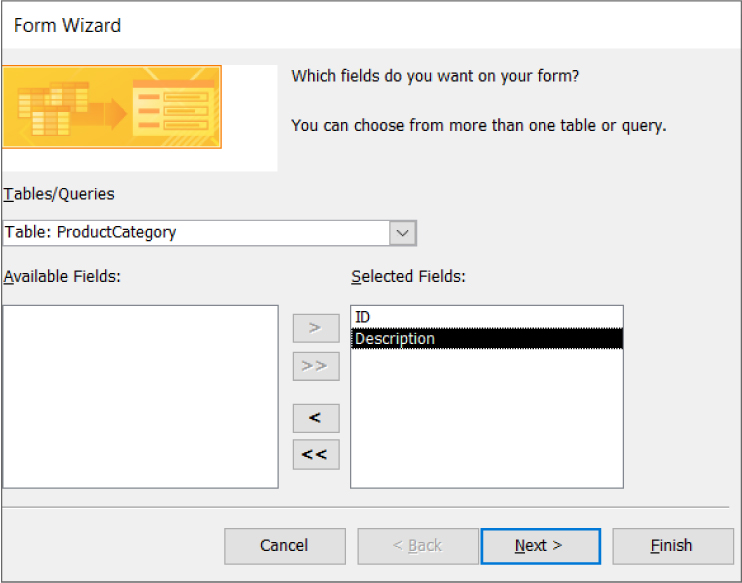 Form Wizard
Which fields do you want on your form?
You can choose from more than one table or query.
Tables/Queries
Table: ProductCategory
Available Fields:
Selected Fields:
>
>>
<
<<
ID
Description
Cancel
< Back
Next >
Finish